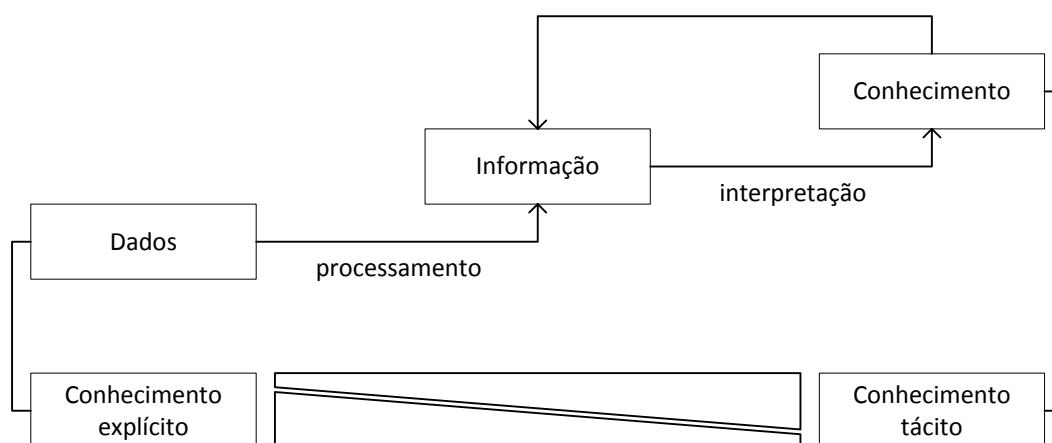 Conhecimento
Informação
interpretação
Dados
processamento
Conhecimento
explícito
Conhecimento
tácito